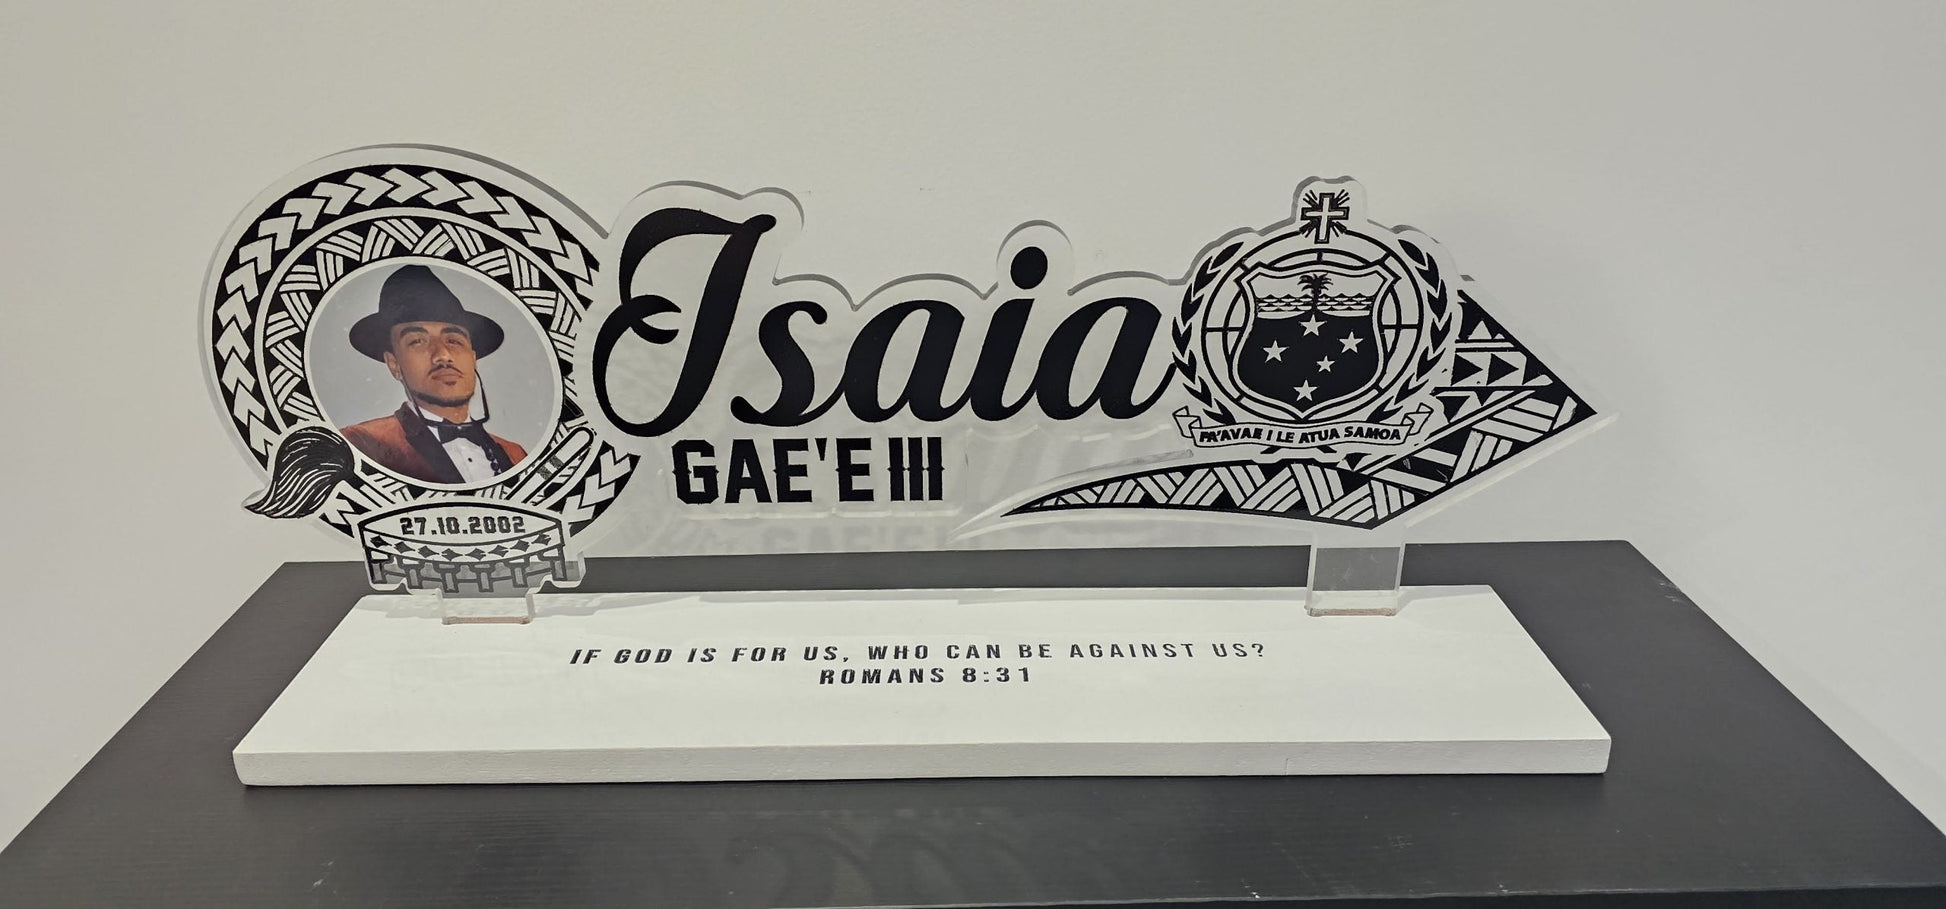 Isaia
GAE'E III
FA'AVAE I LE ATUA SAMOA
27.10.2002
IF GOD IS FOR US, WHO CAN BE AGAINST US?
ROMANS 8:31